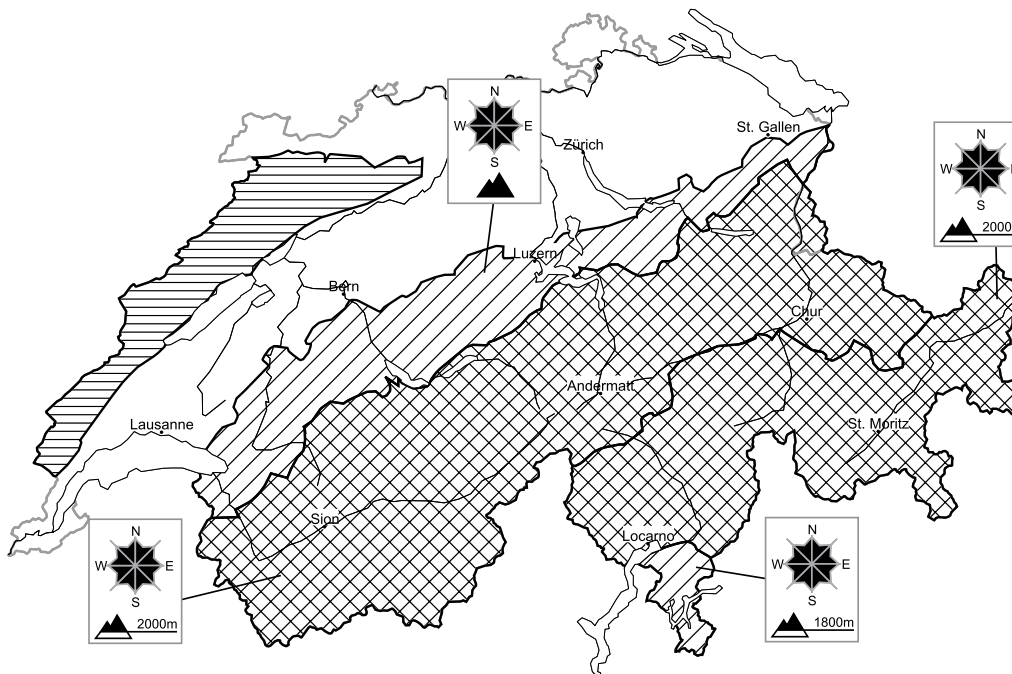 N
W E
S
Zürich
St. Gallen
N
W
S
2000
Luzern
Bern
Chur
Andermatt
Lausanne
St. Moritz
Sion
Locarno
N
W E
S
2000m
N
W E
S
1800m